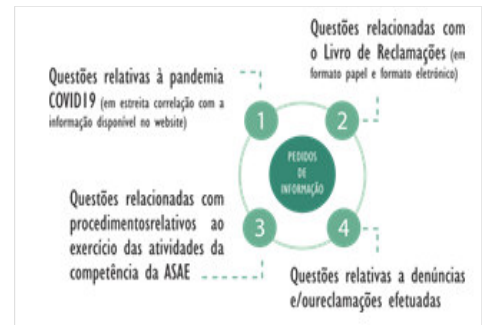 Questões relativas à pandemia
COVID19 (em estreita correlação com a
informação disponível no website)
1
Questões relacionadas com
o Livro de Reclamações (em
formato papel e formato eletrónico)
2
PEDIDOS
DE
INFORMAÇÃO
Questões relacionadas com
procedimentosrelativos ao
exercício das atividades da
competência da ASAE
3
4
Questões relativas a denúncias
e/oureclamações efetuadas